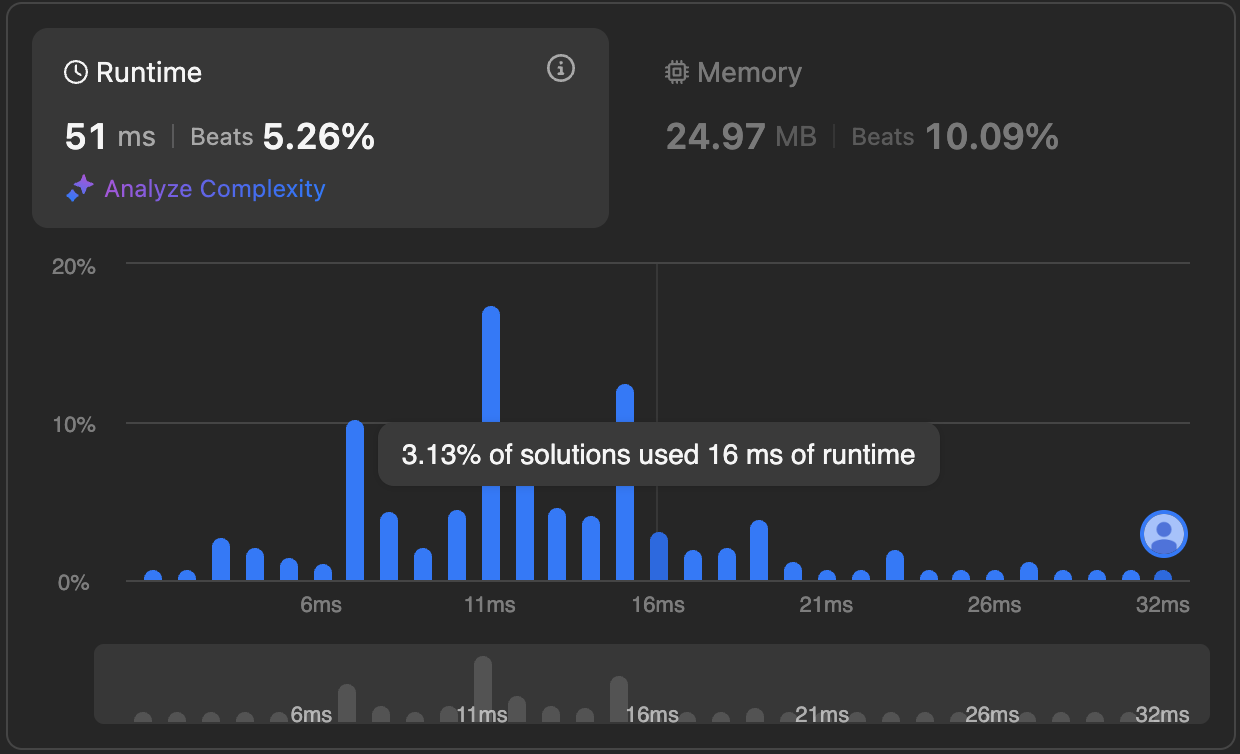 Runtime
Memory
51 ms | Beats 5.26%
24.97 MB | Beats 10.09%
Analyze Complexity
20%
10%
3.13% of solutions used 16 ms of runtime
0%
6ms 11ms 16ms 21ms 26ms 32ms
6ms 11ms 16ms 21ms 26ms 32ms